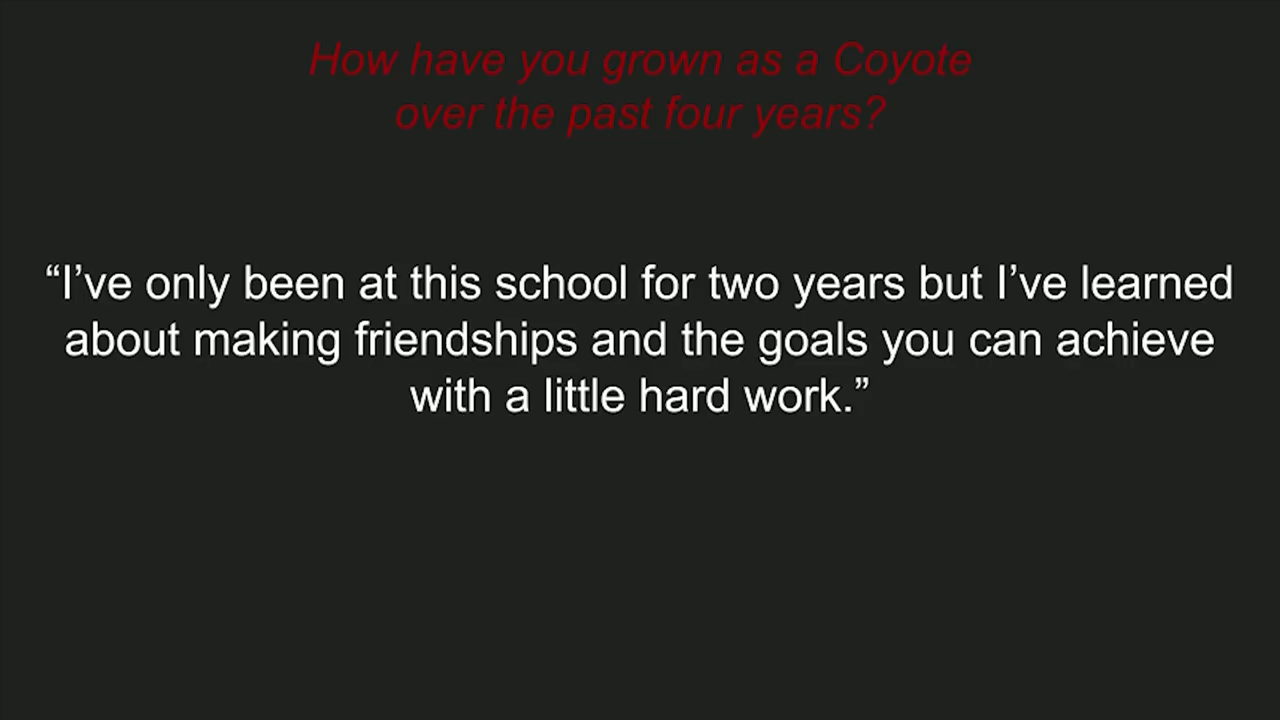 How have you grown as a Coyote
over the past four years?
“I’ve only been at this school for two years but I’ve learned
about making friendships and the goals you can achieve
with a little hard work.”